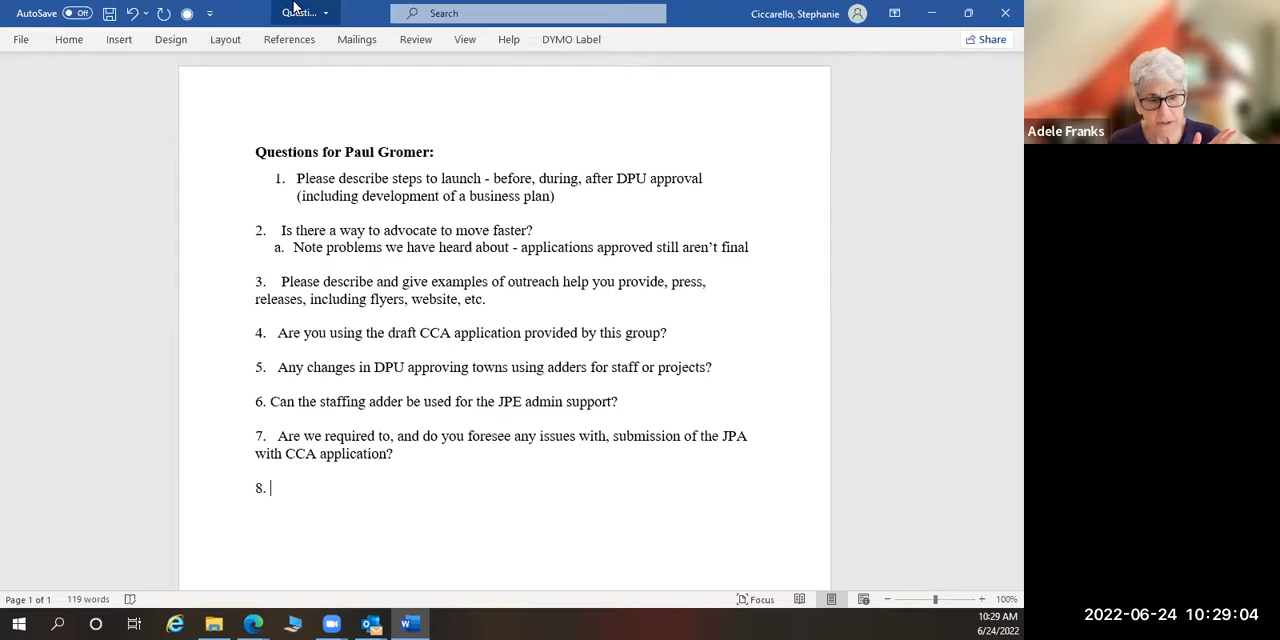 AutoSave Off Questi... Search Ciccarello, Stephanie
File Home Insert Design Layout References Mailings Review View Help DYMO Label Share
Adele Franks
Questions for Paul Gromer:
1. Please describe steps to launch - before, during, after DPU approval
(including development of a business plan)
2. Is there a way to advocate to move faster?
a. Note problems we have heard about - applications approved still aren't final
3. Please describe and give examples of outreach help you provide, press,
releases, including flyers, website, etc.
4. Are you using the draft CCA application provided by this group?
5. Any changes in DPU approving towns using adders for staff or projects?
6. Can the staffing adder be used for the JPE admin support?
7. Are we required to, and do you foresee any issues with, submission of the JPA
with CCA application?
8.
Page 1 of 1 119 words Focus 100%
10:29 AM
6/24/2022
2022-06-24 10:29:04